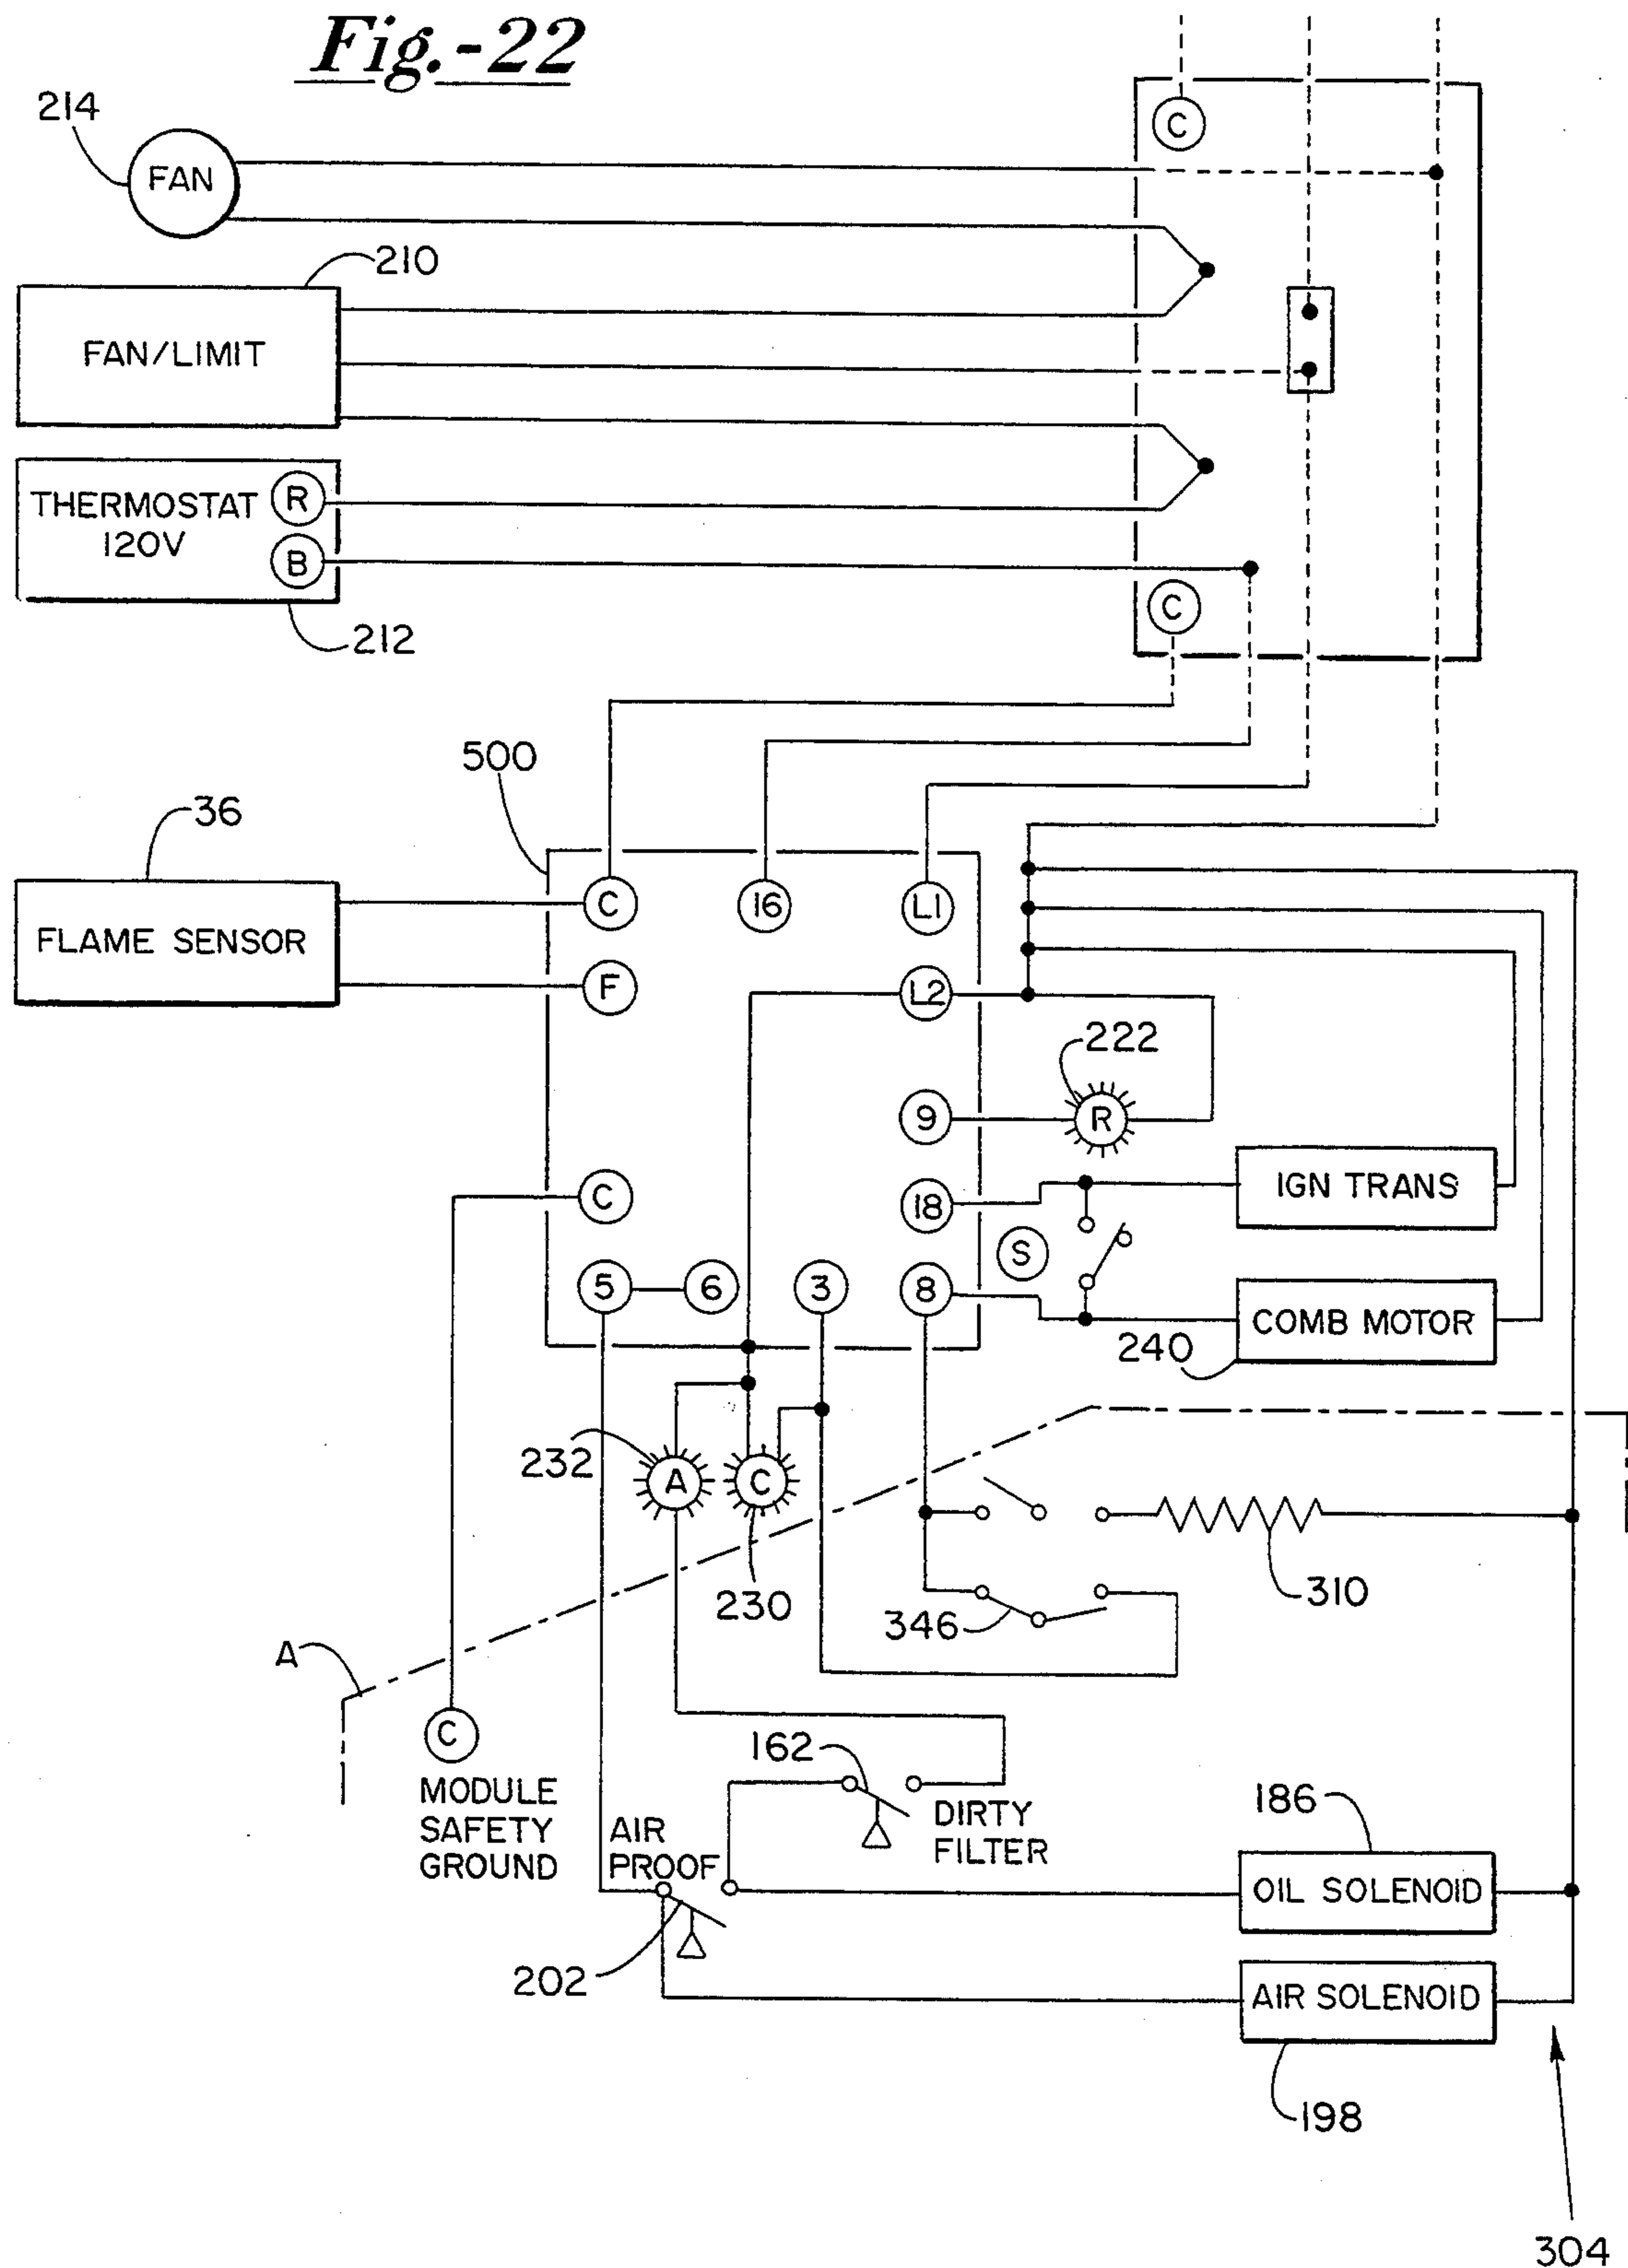 Fig.-22
214
FAN
C
210
FAN/LIMIT
THERMOSTAT
120V
R
B
C
212
500
36
FLAME SENSOR
C
16
L1
F
L2
222
9
R
C
18
IGN TRANS
S
5
6
3
8
COMB MOTOR
240
232
A
C
230
346
310
A
C
MODULE
SAFETY
GROUND
162
DIRTY
FILTER
AIR
PROOF
186
OIL SOLENOID
202
AIR SOLENOID
198
304